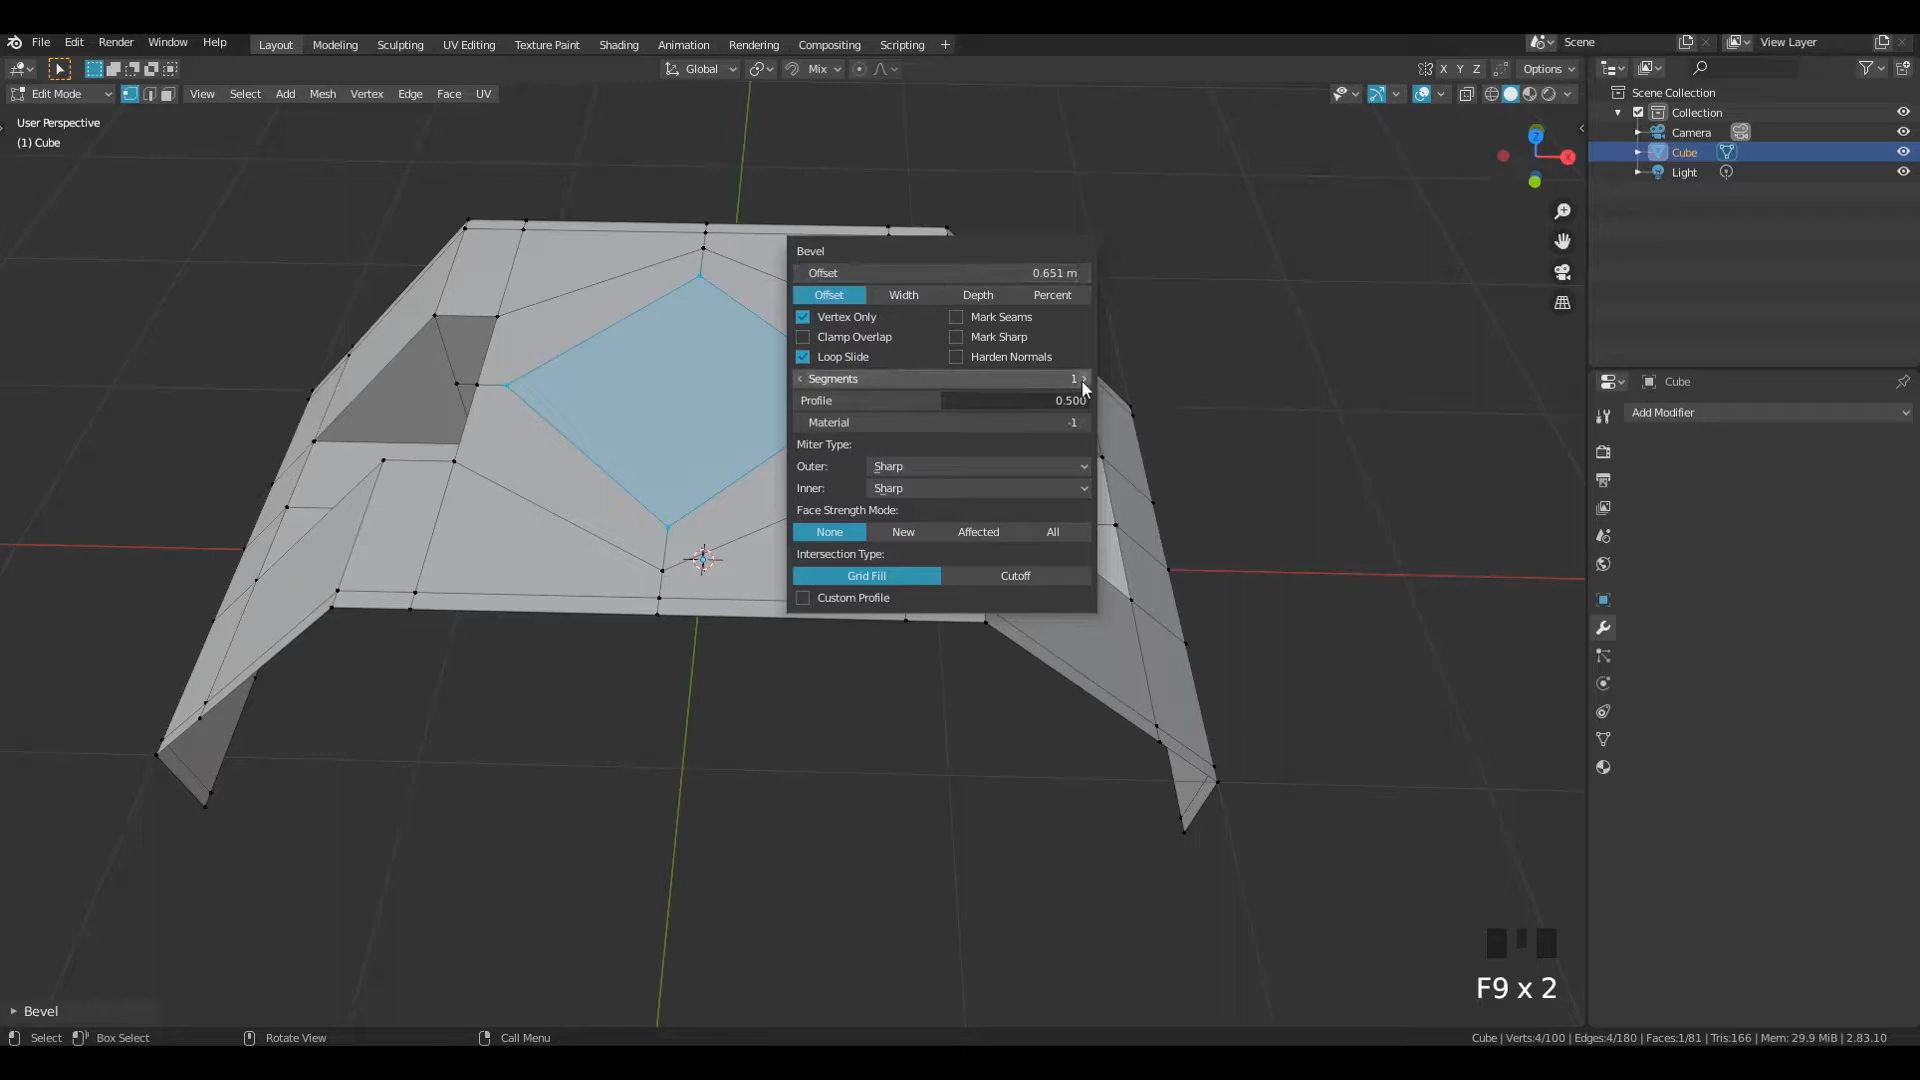 File Edit Render Window Help Layout Modeling Sculpting UV Editing Texture Paint Shading Animation Rendering Compositing Scripting + Scene View Layer
Global Mix X Y Z Options
Edit Mode View Select Add Mesh Vertex Edge Face UV
Scene Collection
Collection
Camera
Cube
Light
User Perspective
(1) Cube
Z
X
Bevel
Offset 0.651 m
Offset Width Depth Percent
Vertex Only Mark Seams
Clamp Overlap Mark Sharp
Loop Slide Harden Normals
Segments 1
Profile 0.500
Material -1
Miter Type:
Outer: Sharp
Inner: Sharp
Face Strength Mode:
None New Affected All
Intersection Type:
Grid Fill Cutoff
Custom Profile
Cube
Add Modifier
F9 x 2
Bevel
Select Box Select Rotate View Call Menu Cube | Verts:4/100 | Edges:4/180 | Faces:1/81 | Tris:166 | Mem: 29.9 MiB | 2.83.10